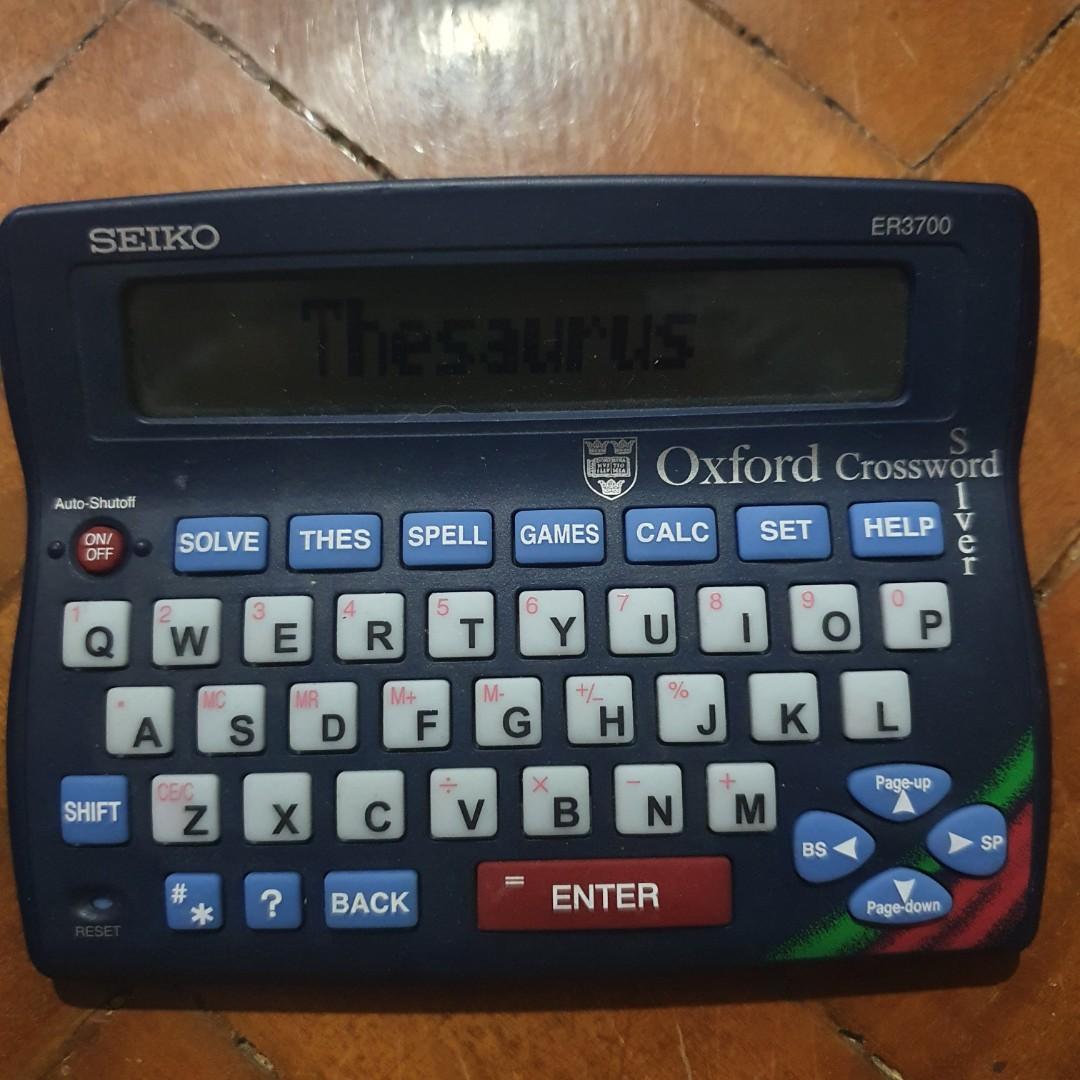 SEIKO ER3700
Thesaurus
Oxford Crossword
Solver
Auto-Shutoff
ON/ OFF SOLVE THES SPELL GAMES CALC SET HELP
1 Q 2 W 3 E 4 R 5 T 6 Y 7 U 8 I 9 O 0 P
. A MC S MR D M+ F M- G +/_ H % J K L
SHIFT CE/C Z X C ÷ V × B − N + M Page-up
BS SP
# * ? BACK = ENTER Page-down
RESET